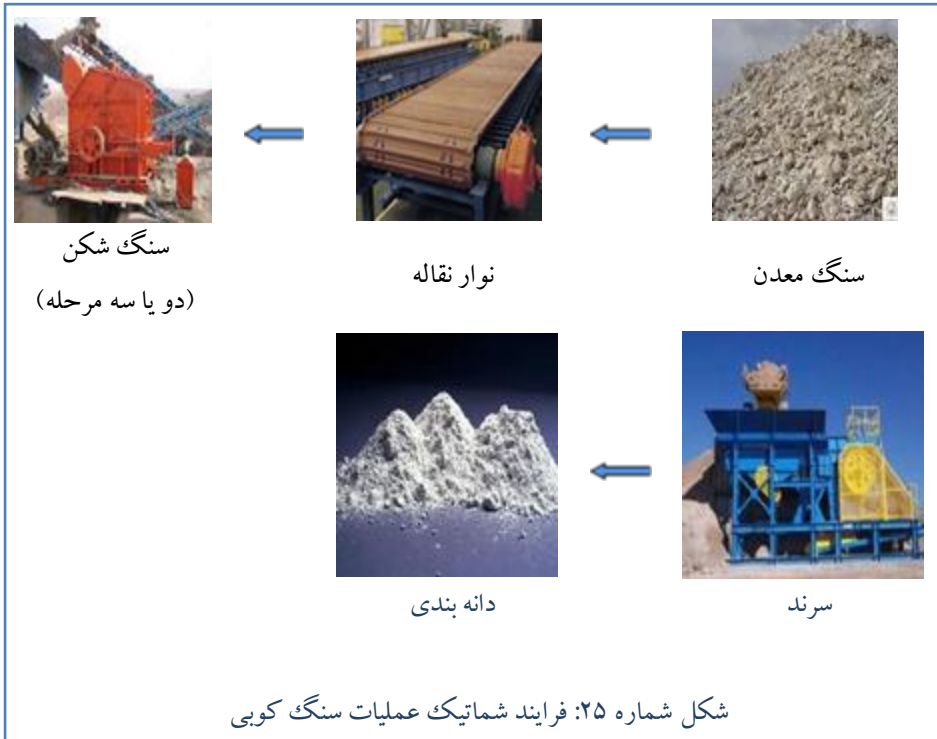 سنگ معدن
نوار نقاله
سنگ شکن
(دو یا سه مرحله)
سرند
دانه بندی
شکل شماره ۲۵: فرایند شماتیک عملیات سنگ کوبی